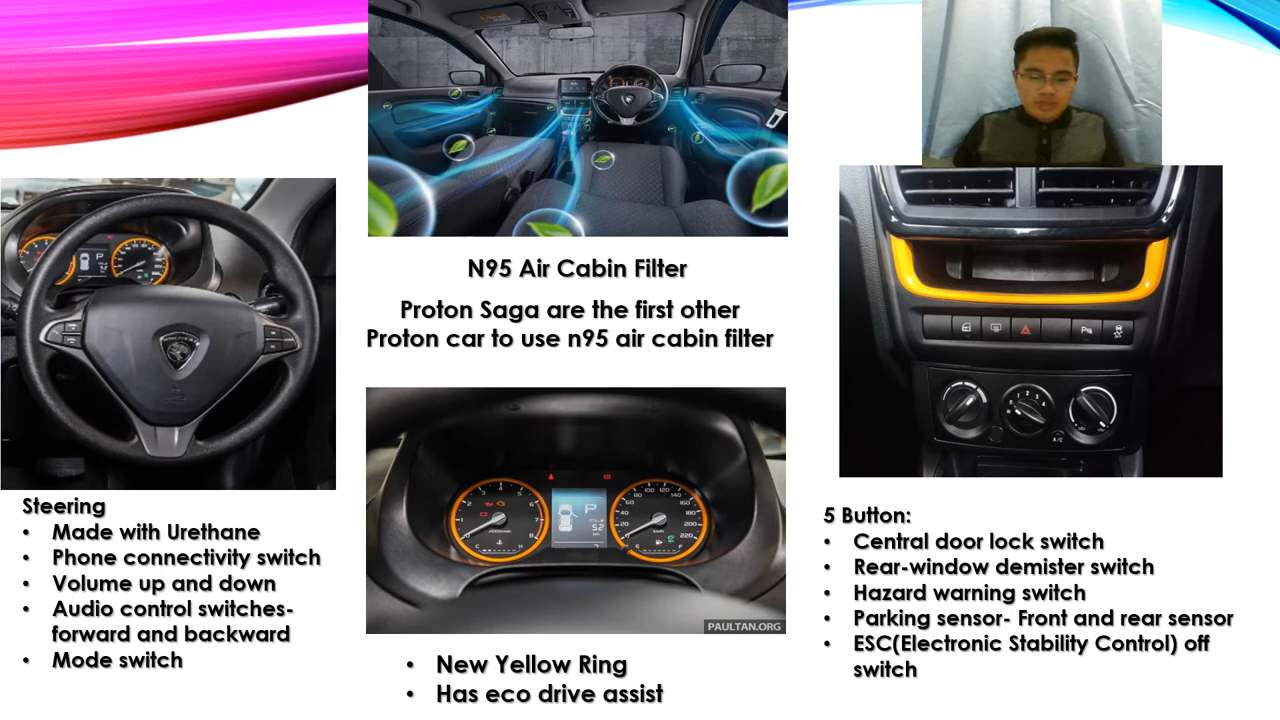 N95 Air Cabin Filter
Proton Saga are the first other
Proton car to use n95 air cabin filter
Steering
• Made with Urethane
• Phone connectivity switch
• Volume up and down
• Audio control switches-
forward and backward
• Mode switch
PAULTAN.ORG
• New Yellow Ring
• Has eco drive assist
5 Button:
• Central door lock switch
• Rear-window demister switch
• Hazard warning switch
• Parking sensor- Front and rear sensor
• ESC(Electronic Stability Control) off
switch
A/C